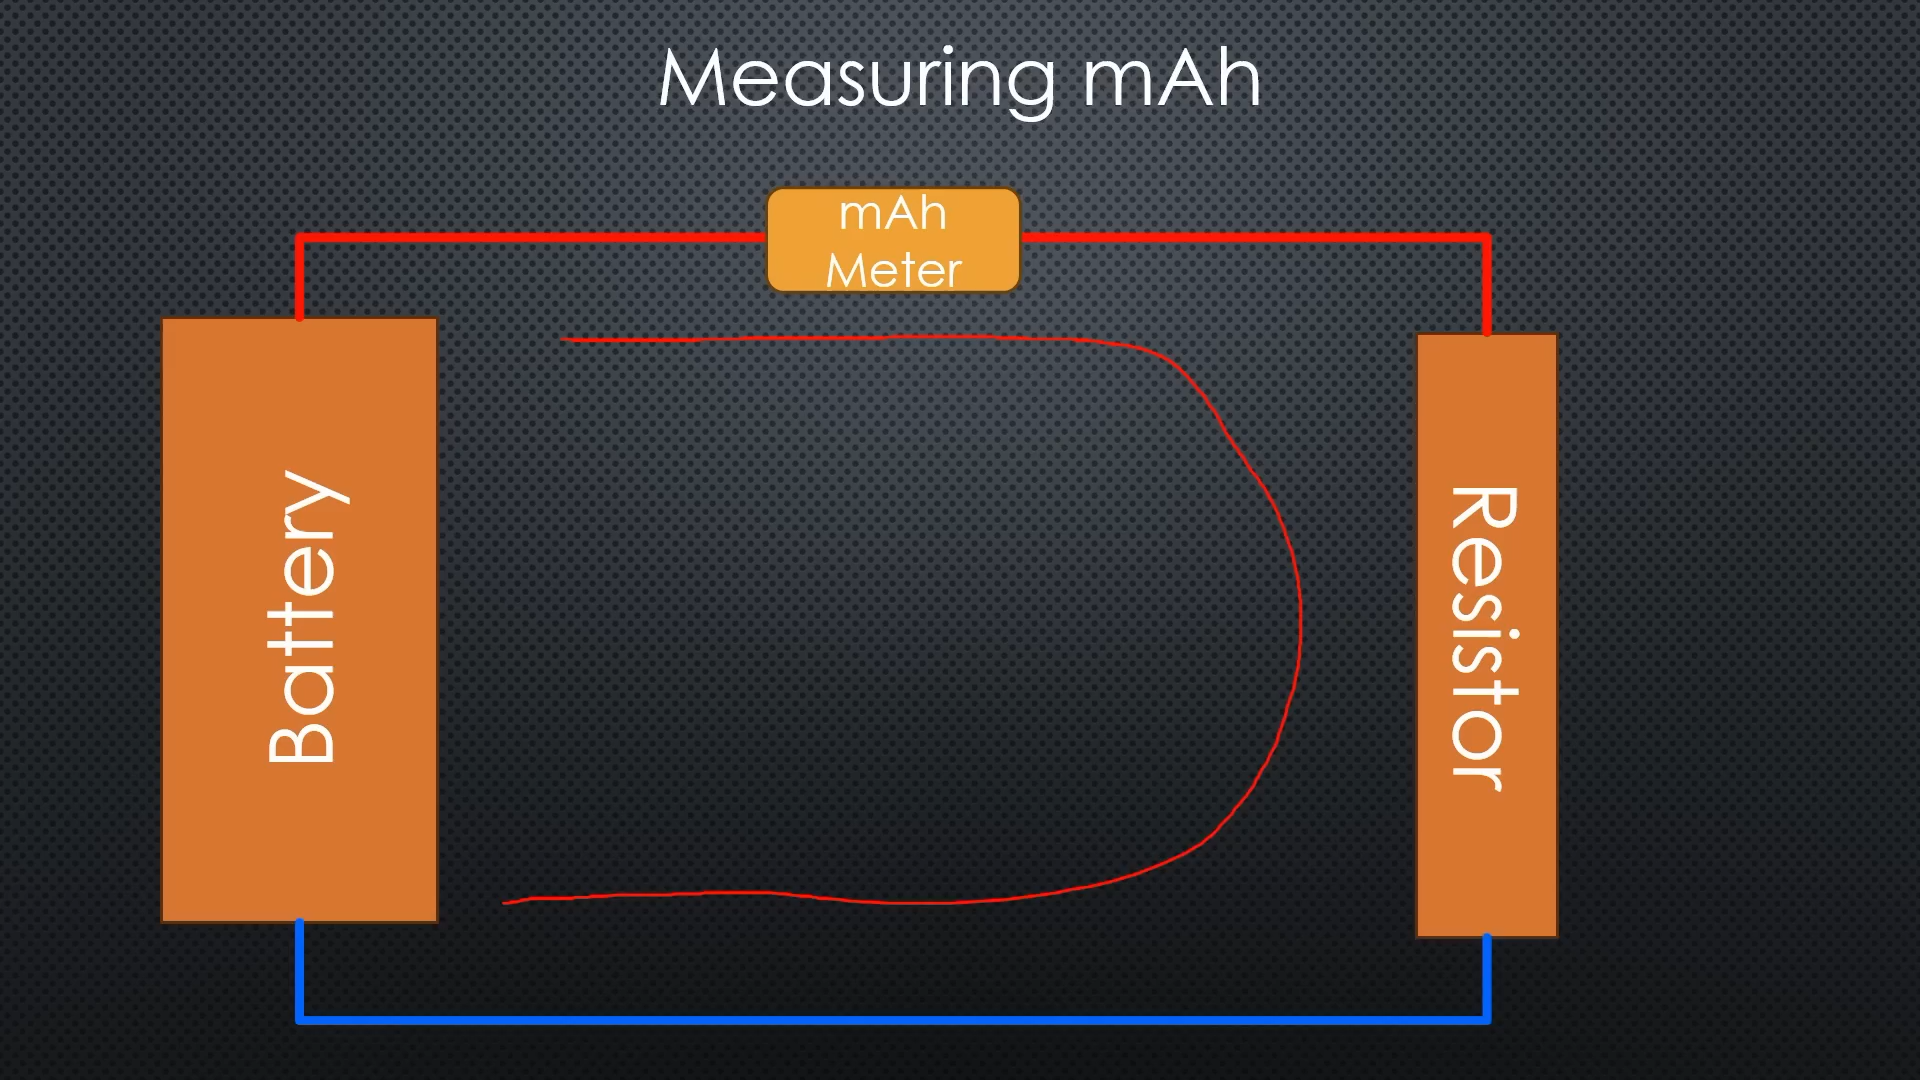 Measuring mAh
mAh
Meter
Battery
Resistor